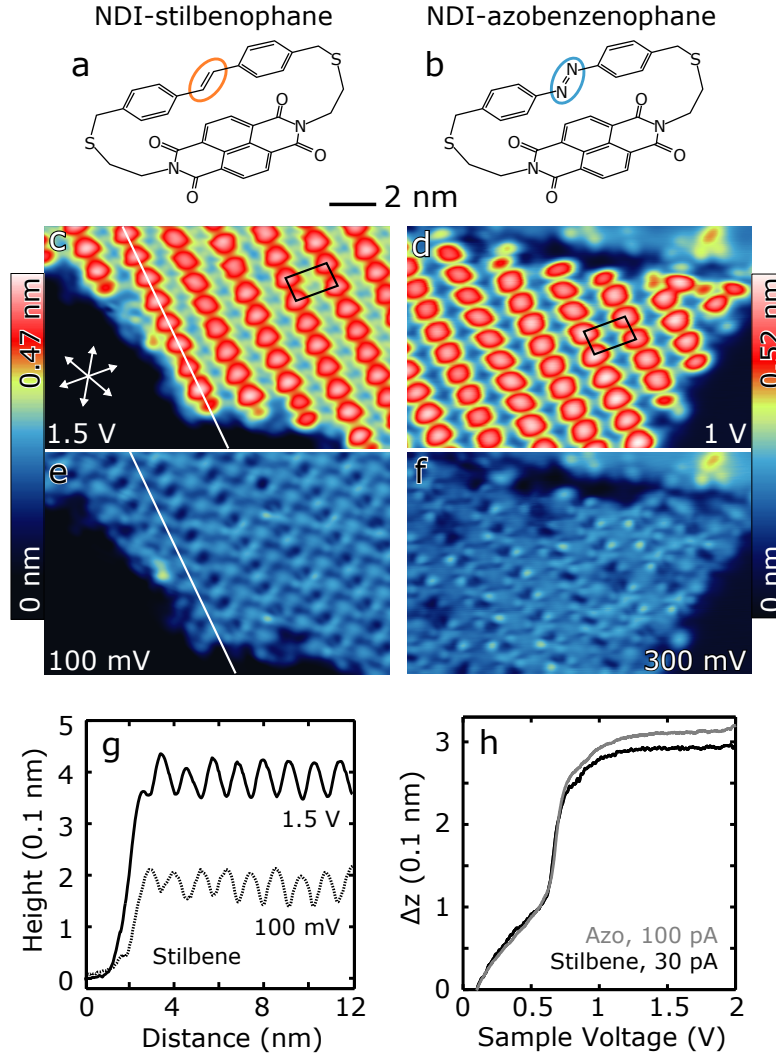 NDI-stilbenophane
NDI-azobenzenophane
a
S
O
O
N
N
O
O
S
b
N
N
S
O
O
N
N
O
O
S
2 nm
c
1.5 V
0 nm
0.47 nm
d
1 V
0 nm
0.52 nm
e
100 mV
f
300 mV
g
Height (0.1 nm)
5
4
3
2
1
0
1.5 V
100 mV
Stilbene
0
4
8
12
Distance (nm)
h
Δz (0.1 nm)
3
2
1
0
Azo, 100 pA
Stilbene, 30 pA
0
0.5
1
1.5
2
Sample Voltage (V)